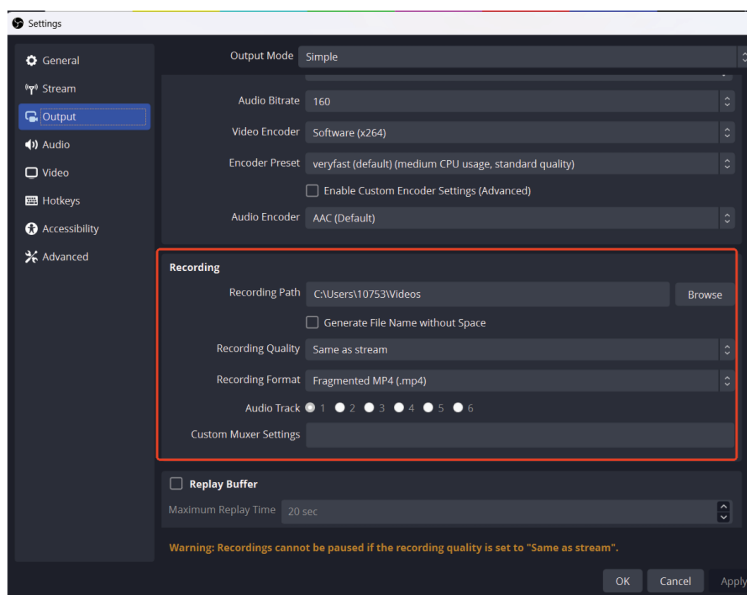 Settings
General
Stream
Output
Audio
Video
Hotkeys
Accessibility
Advanced
Output Mode Simple
Audio Bitrate 160
Video Encoder Software (x264)
Encoder Preset veryfast (default) (medium CPU usage, standard quality)
Enable Custom Encoder Settings (Advanced)
Audio Encoder AAC (Default)
Recording
Recording Path C:\Users\10753\Videos Browse
Generate File Name without Space
Recording Quality Same as stream
Recording Format Fragmented MP4 (.mp4)
Audio Track 1 2 3 4 5 6
Custom Muxer Settings
Replay Buffer
Maximum Replay Time 20 sec
Warning: Recordings cannot be paused if the recording quality is set to "Same as stream".
OK Cancel Apply